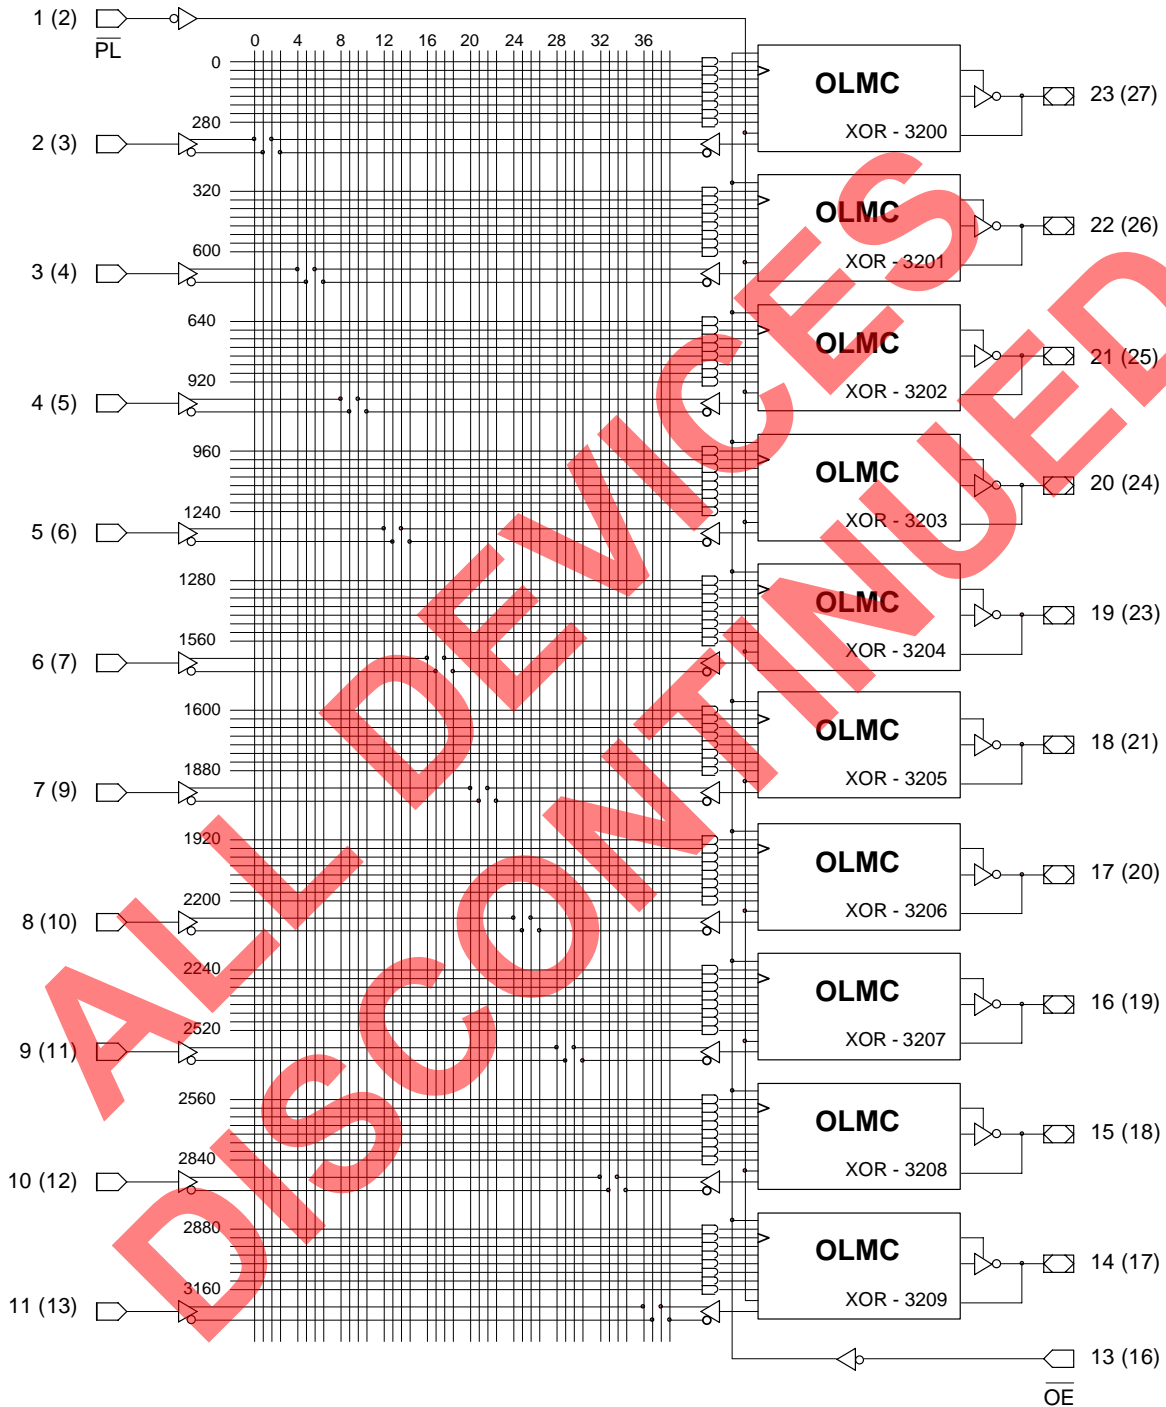 1 (2)
PL
0 4 8 12 16 20 24 28 32 36
0
280
OLMC
XOR - 3200
23 (27)
2 (3)
320
600
OLMC
XOR - 3201
22 (26)
3 (4)
640
920
OLMC
XOR - 3202
21 (25)
4 (5)
960
1240
OLMC
XOR - 3203
20 (24)
5 (6)
1280
1560
OLMC
XOR - 3204
19 (23)
6 (7)
1600
1880
OLMC
XOR - 3205
18 (21)
7 (9)
1920
2200
OLMC
XOR - 3206
17 (20)
8 (10)
2240
2520
OLMC
XOR - 3207
16 (19)
9 (11)
2560
2840
OLMC
XOR - 3208
15 (18)
10 (12)
2880
3160
OLMC
XOR - 3209
14 (17)
11 (13)
13 (16)
OE
ALL DEVICES
DISCONTINUED